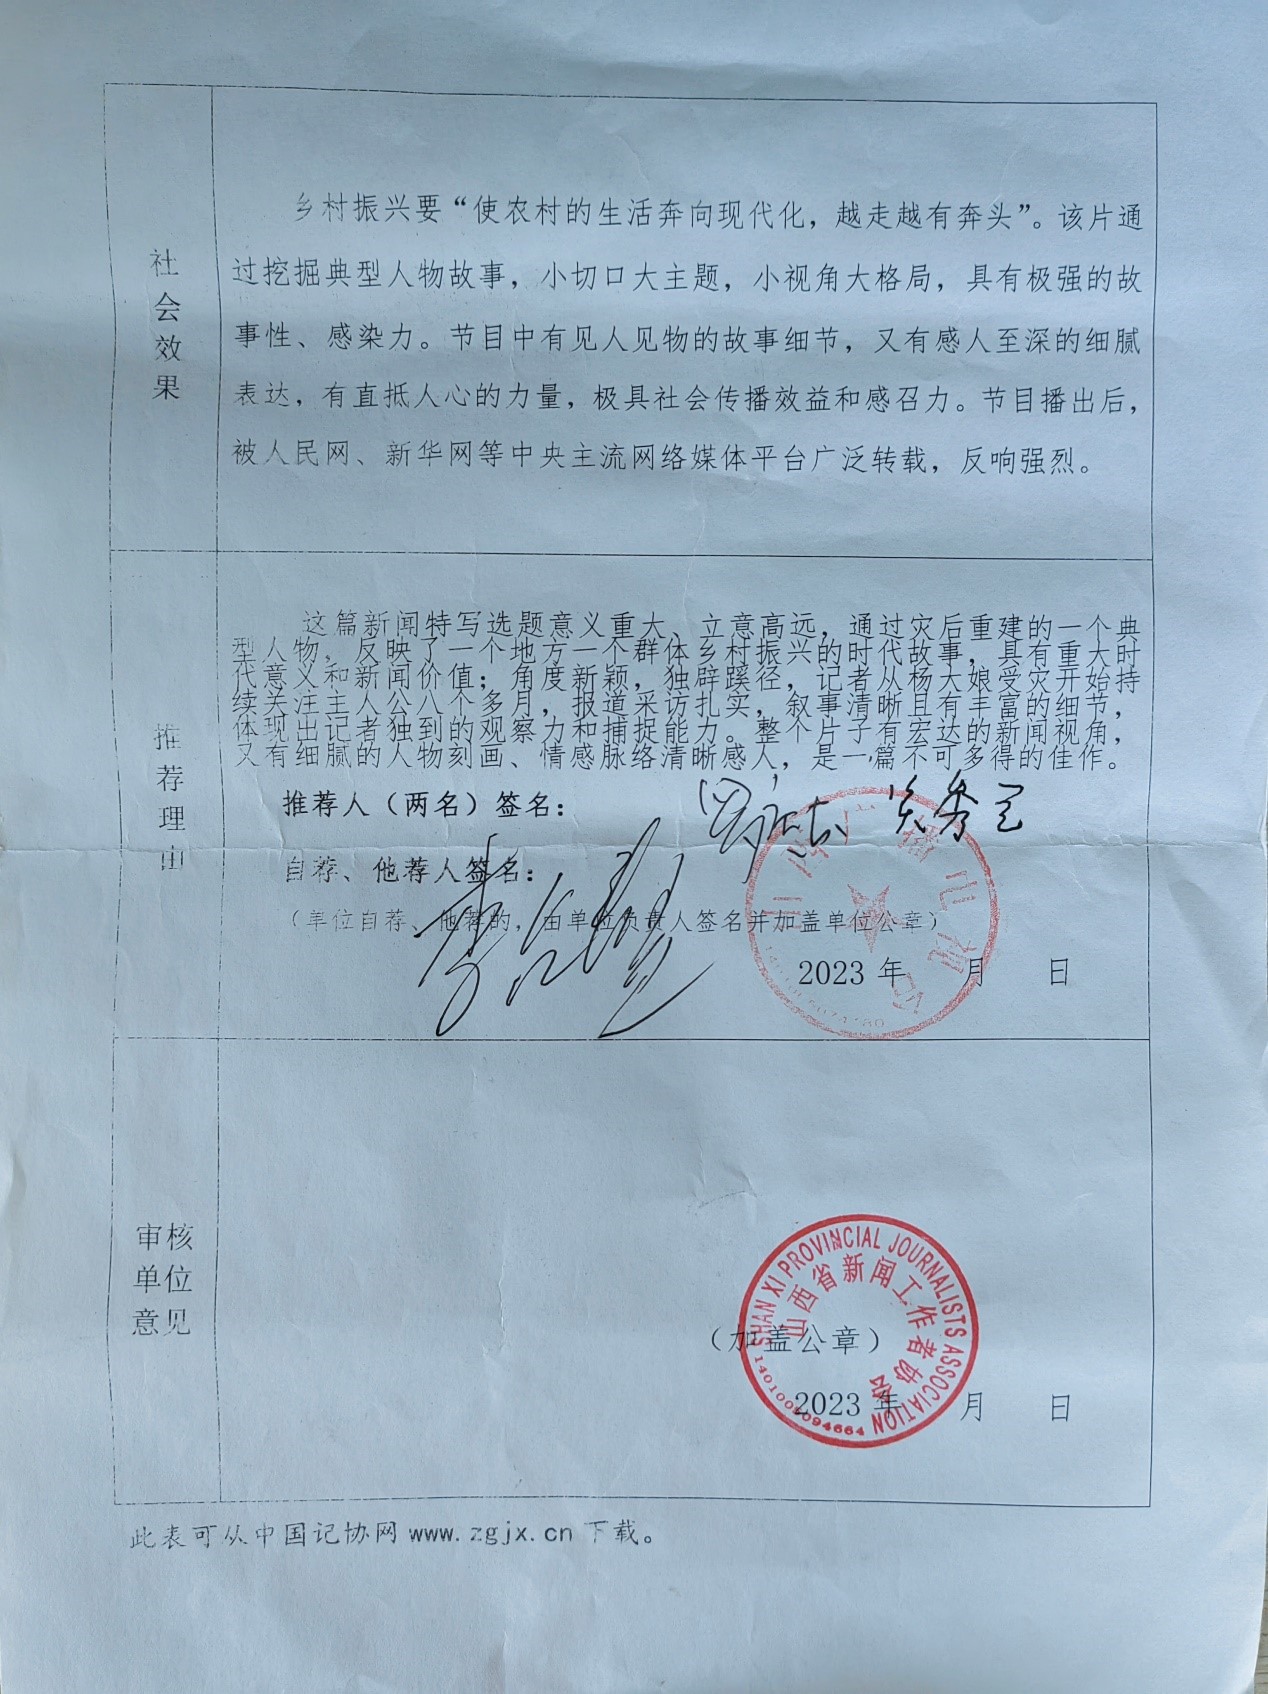 社会效果
乡村振兴要“使农村的生活奔向现代化，越走越有奔头”。该片通
过挖掘典型人物故事，小切口大主题，小视角大格局，具有极强的故
事性、感染力。节目中有见人见物的故事细节，又有感人至深的细腻
表达，有直抵人心的力量，极具社会传播效益和感召力。节目播出后，
被人民网、新华网等中央主流网络媒体平台广泛转载，反响强烈。
推荐理由
这篇新闻特写选题意义重大、立意高远，通过灾后重建的一个典
型人物，反映了一个地方一个群体乡村振兴的时代故事，具有重大时
代意义和新闻价值；角度新颖，独辟蹊径，记者从杨大娘受灾开始持
续关注主人公八个多月，报道采访扎实，叙事清晰且有丰富的细节，
体现出记者独到的观察力和捕捉能力。整个片子有宏达的新闻视角，
又有细腻的人物刻画、情感脉络清晰感人，是一篇不可多得的佳作。
推荐人（两名）签名：
自荐、他荐人签名：
（单位自荐、他荐的，由单位负责人签名并加盖单位公章）
2023 年 月 日
审核
单位
意见
SHAN XI PROVINCIAL JOURNALISTS ASSOCIATION
山西省新闻工作者协会
1401005094664
（加盖公章）
2023 年 月 日
此表可从中国记协网 www.zgjx.cn 下载。